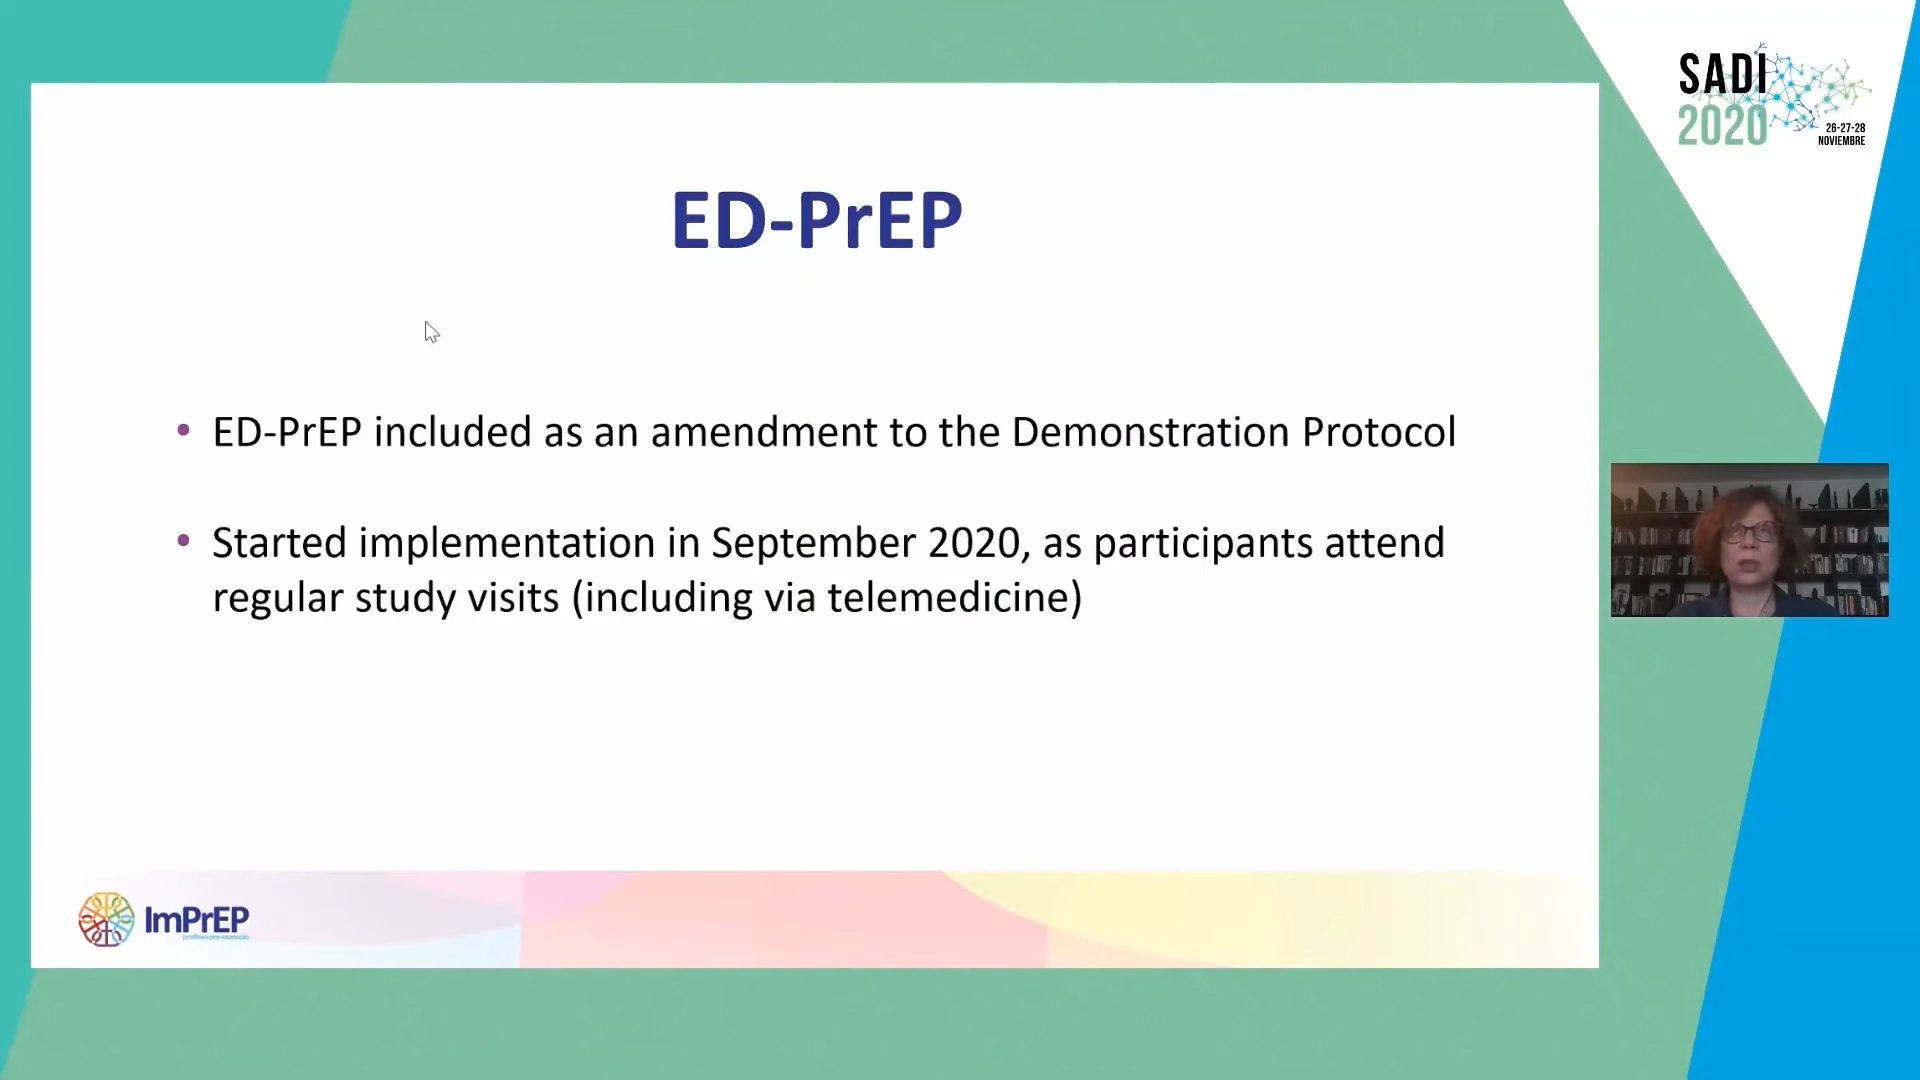 SADI
2020
26-27-28
NOVIEMBRE
ED-PrEP
• ED-PrEP included as an amendment to the Demonstration Protocol
• Started implementation in September 2020, as participants attend
regular study visits (including via telemedicine)
ImPrEP